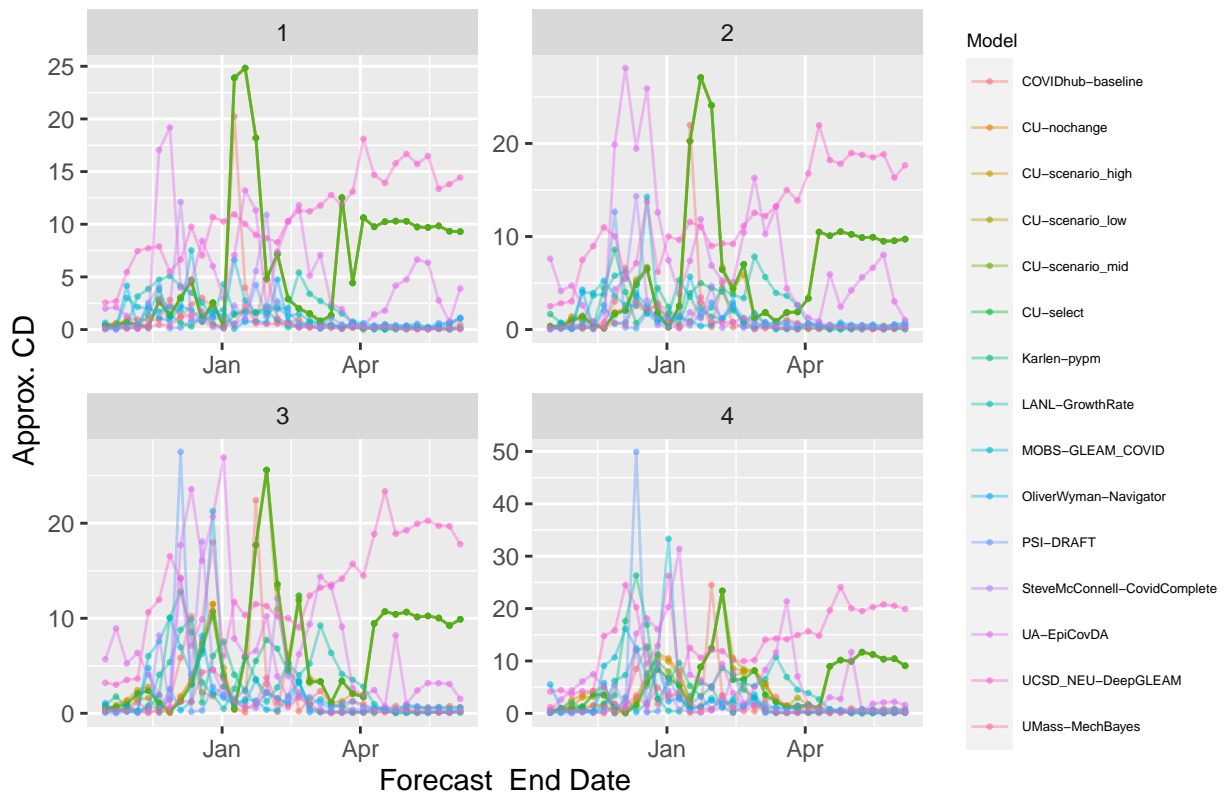 1
2
Model
25
20
15
10
5
0
20
10
0
Jan
Apr
Jan
Apr
Approx. CD
3
4
20
10
0
50
40
30
20
10
0
Jan
Apr
Jan
Apr
Forecast End Date
COVIDhub−baseline
CU−nochange
CU−scenario_high
CU−scenario_low
CU−scenario_mid
CU−select
Karlen−pypm
LANL−GrowthRate
MOBS−GLEAM_COVID
OliverWyman−Navigator
PSI−DRAFT
SteveMcConnell−CovidComplete
UA−EpiCovDA
UCSD_NEU−DeepGLEAM
UMass−MechBayes